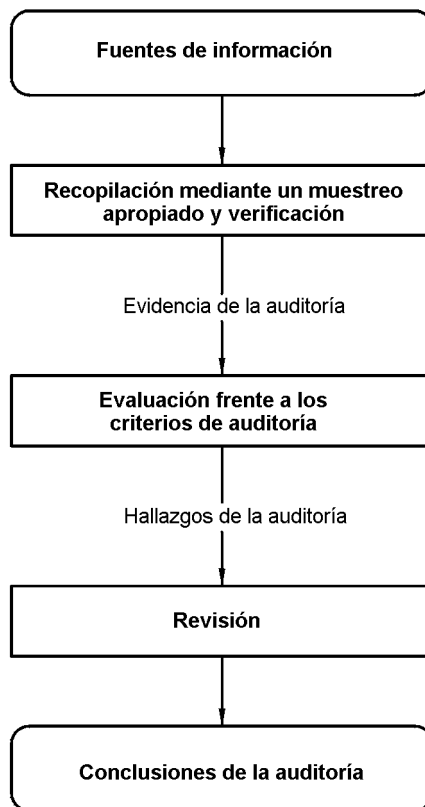 Fuentes de información
Recopilación mediante un muestreo
apropiado y verificación
Evidencia de la auditoría
Evaluación frente a los
criterios de auditoría
Hallazgos de la auditoría
Revisión
Conclusiones de la auditoría